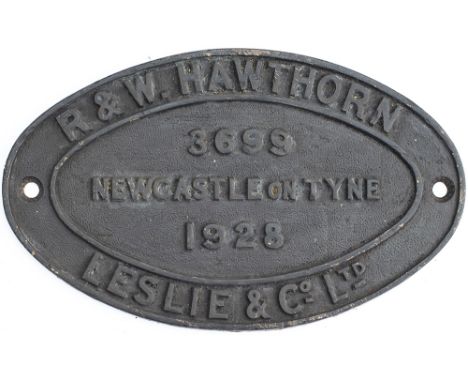 R & W. HAWTHORN
3699
NEWCASTLE ON TYNE
1928
LESLIE & Co LTD